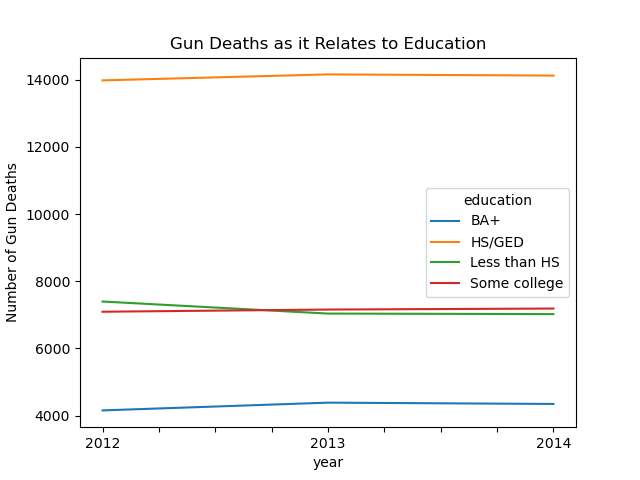 Gun Deaths as it Relates to Education
Number of Gun Deaths
14000
12000
10000
8000
6000
4000
education
BA+
HS/GED
Less than HS
Some college
2012 2013 2014
year